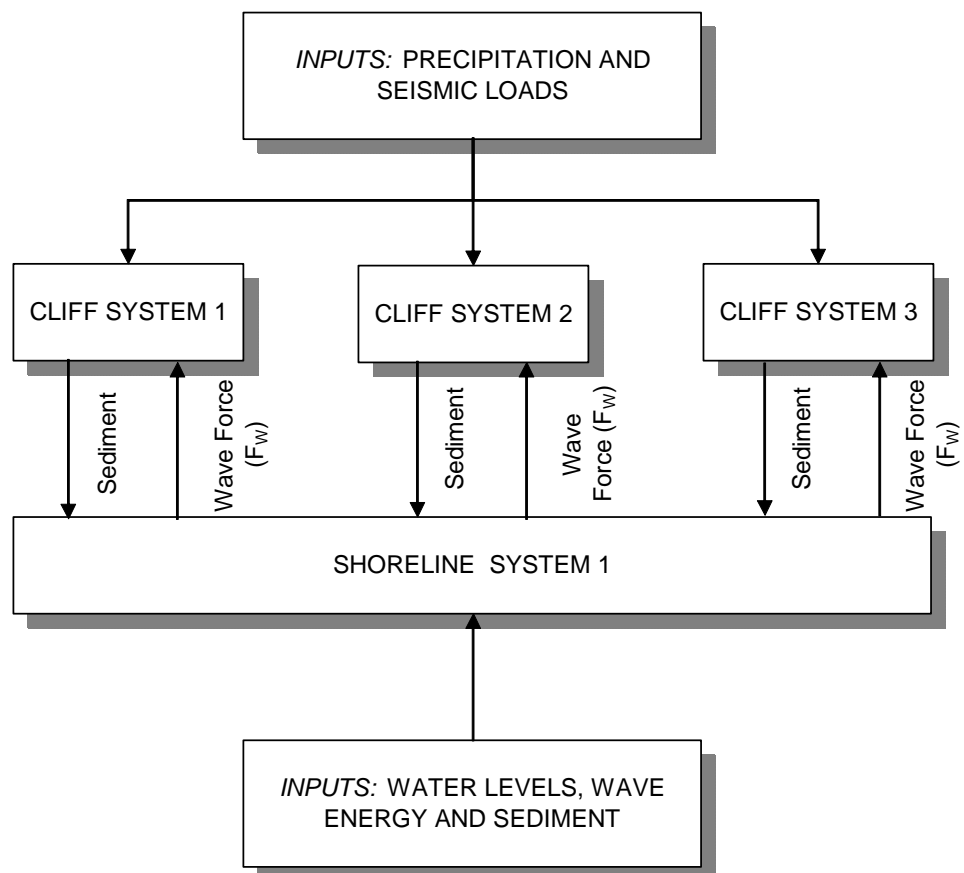 INPUTS: PRECIPITATION AND
SEISMIC LOADS
CLIFF SYSTEM 1
CLIFF SYSTEM 2
CLIFF SYSTEM 3
Sediment
Wave Force
(FW)
Sediment
Wave
Force (FW)
Sediment
Wave Force
(FW)
SHORELINE SYSTEM 1
INPUTS: WATER LEVELS, WAVE
ENERGY AND SEDIMENT